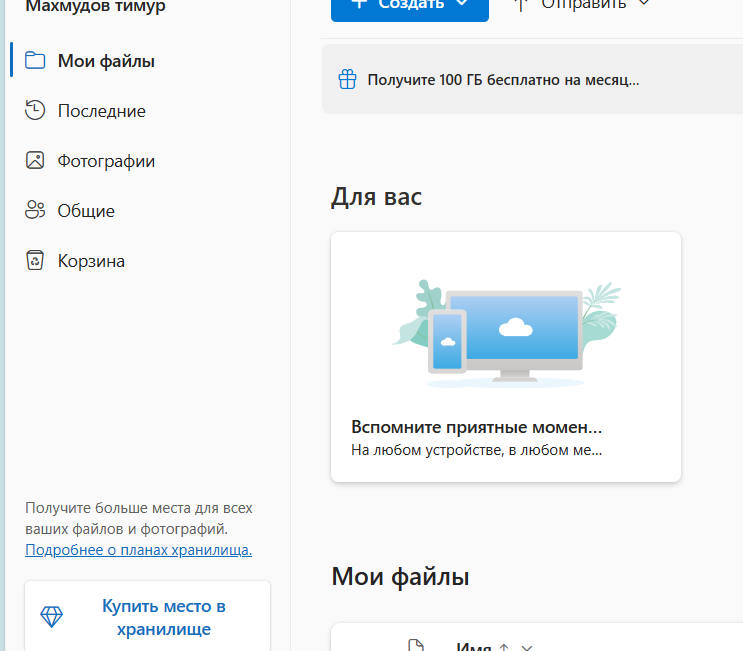 Махмудов тимур
Мои файлы
Последние
Фотографии
Общие
Корзина
Получите больше места для всех
ваших файлов и фотографий.
Подробнее о планах хранилища.
Купить место в
хранилище
Создать
Отправить
Получите 100 ГБ бесплатно на месяц...
Для вас
Вспомните приятные момен...
На любом устройстве, в любом ме...
Мои файлы
Имя